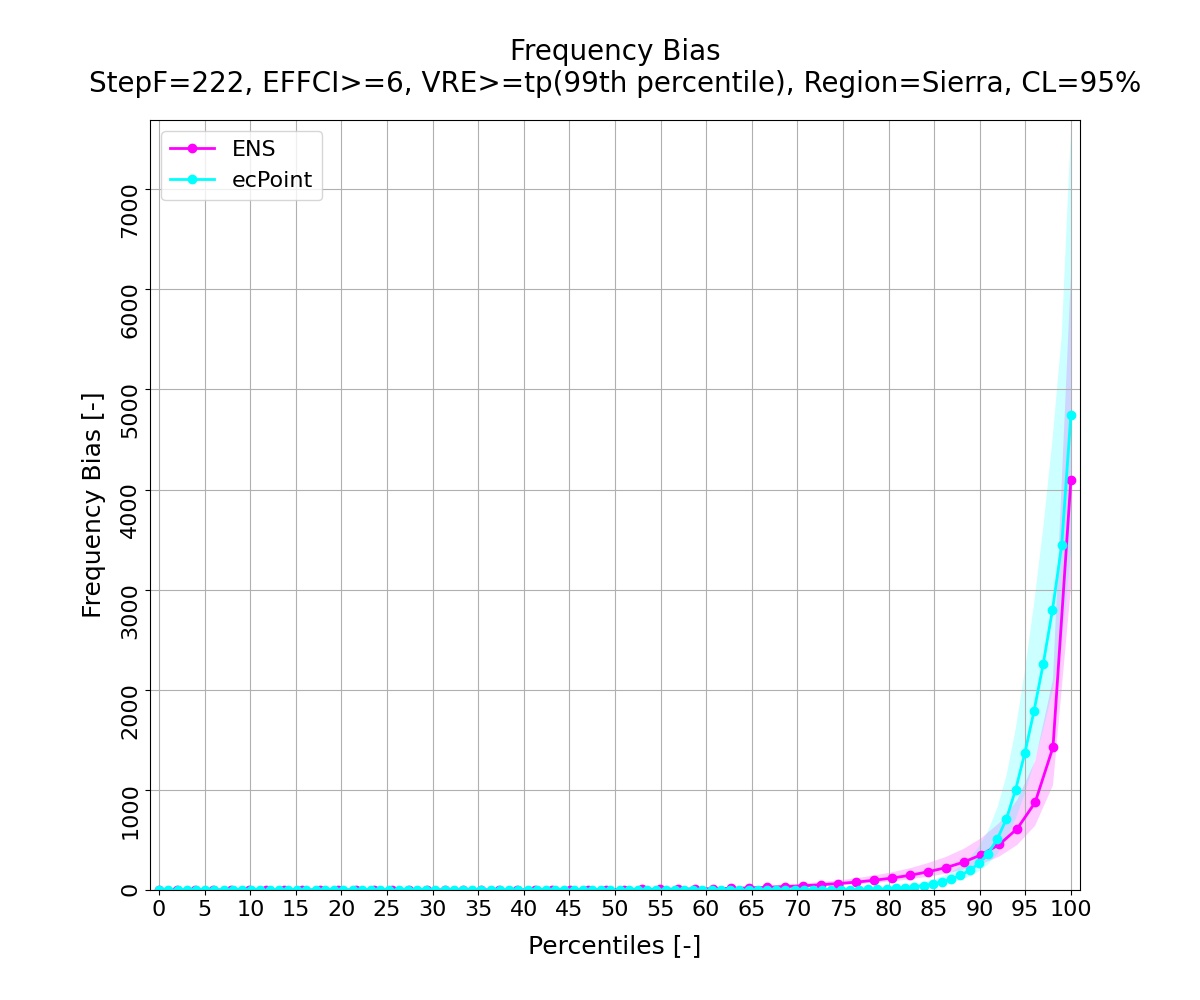 Frequency Bias
StepF=222, EFFCI>=6, VRE>=tp(99th percentile), Region=Sierra, CL=95%
ENS
ecPoint
Frequency Bias [-]
7000
6000
5000
4000
3000
2000
1000
0
0 5 10 15 20 25 30 35 40 45 50 55 60 65 70 75 80 85 90 95 100
Percentiles [-]